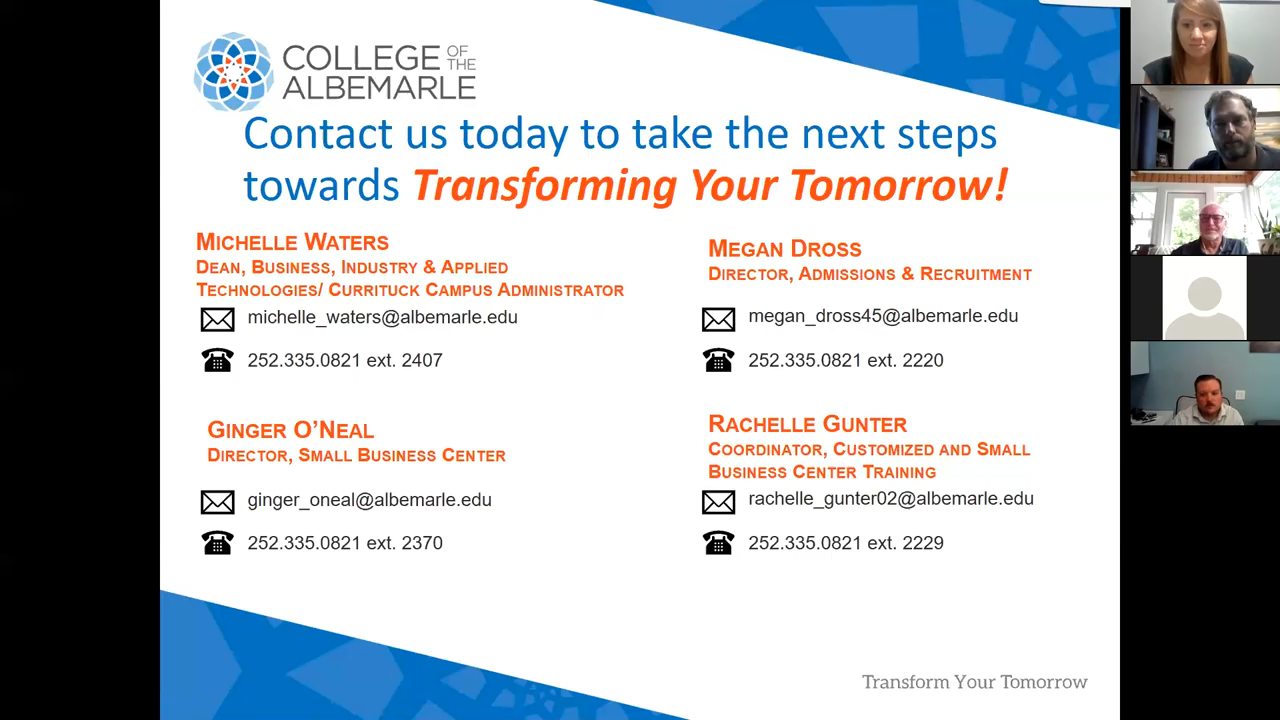 COLLEGE OF THE
ALBEMARLE
Contact us today to take the next steps
towards Transforming Your Tomorrow!
MICHELLE WATERS
DEAN, BUSINESS, INDUSTRY & APPLIED
TECHNOLOGIES/ CURRITUCK CAMPUS ADMINISTRATOR
michelle_waters@albemarle.edu
252.335.0821 ext. 2407
MEGAN DROSS
DIRECTOR, ADMISSIONS & RECRUITMENT
megan_dross45@albemarle.edu
252.335.0821 ext. 2220
GINGER O’NEAL
DIRECTOR, SMALL BUSINESS CENTER
ginger_oneal@albemarle.edu
252.335.0821 ext. 2370
RACHELLE GUNTER
COORDINATOR, CUSTOMIZED AND SMALL
BUSINESS CENTER TRAINING
rachelle_gunter02@albemarle.edu
252.335.0821 ext. 2229
Transform Your Tomorrow